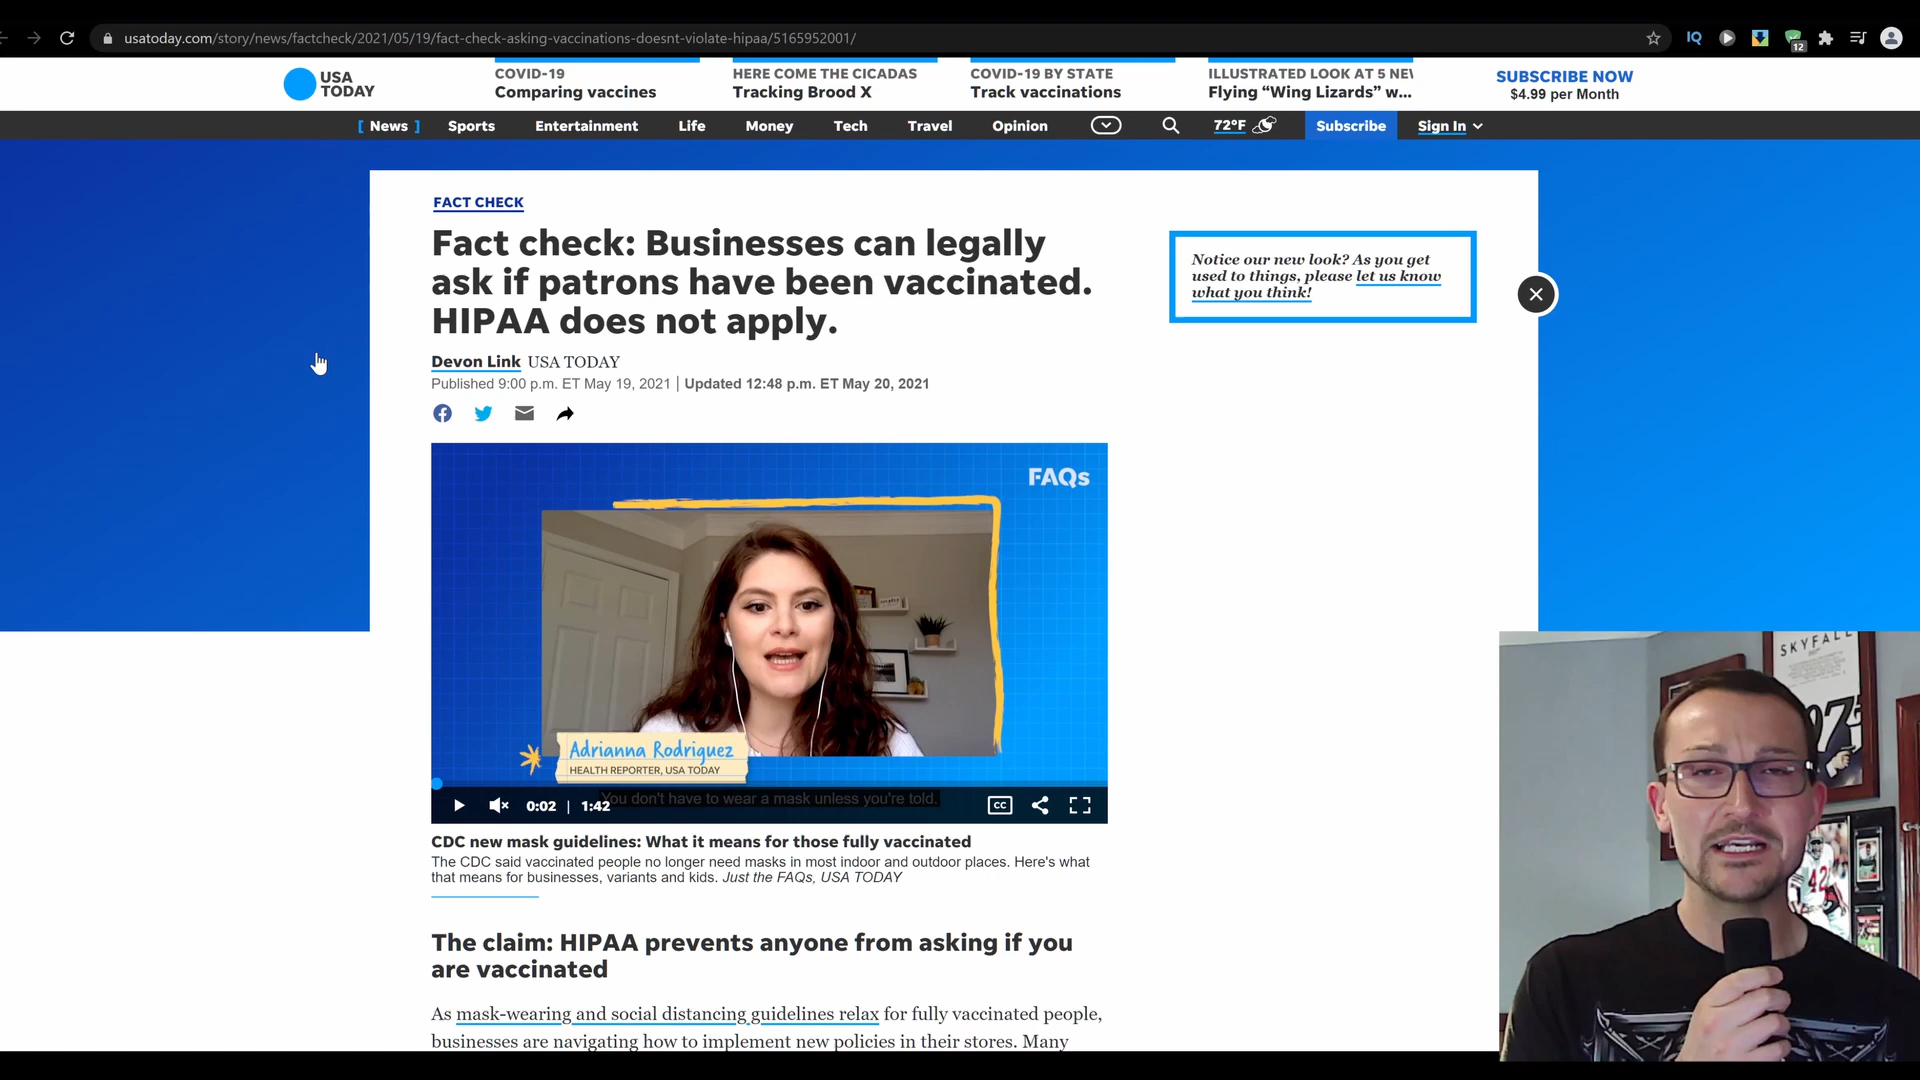 usatoday.com/story/news/factcheck/2021/05/19/fact-check-asking-vaccinations-doesnt-violate-hipaa/5165952001/
IQ
12
USA
TODAY
COVID-19
Comparing vaccines
HERE COME THE CICADAS
Tracking Brood X
COVID-19 BY STATE
Track vaccinations
ILLUSTRATED LOOK AT 5 NEW
Flying “Wing Lizards” w...
SUBSCRIBE NOW
$4.99 per Month
[ News ]
Sports
Entertainment
Life
Money
Tech
Travel
Opinion
72°F
Subscribe
Sign In
FACT CHECK
Fact check: Businesses can legally
ask if patrons have been vaccinated.
HIPAA does not apply.
Devon Link USA TODAY
Published 9:00 p.m. ET May 19, 2021 | Updated 12:48 p.m. ET May 20, 2021
Notice our new look? As you get
used to things, please let us know
what you think!
FAQs
Adrianna Rodriguez
HEALTH REPORTER, USA TODAY
You don't have to wear a mask unless you're told.
0:02 | 1:42
CC
CDC new mask guidelines: What it means for those fully vaccinated
The CDC said vaccinated people no longer need masks in most indoor and outdoor places. Here's what
that means for businesses, variants and kids. Just the FAQs, USA TODAY
The claim: HIPAA prevents anyone from asking if you
are vaccinated
As mask-wearing and social distancing guidelines relax for fully vaccinated people,
businesses are navigating how to implement new policies in their stores. Many
SKYFALL
42